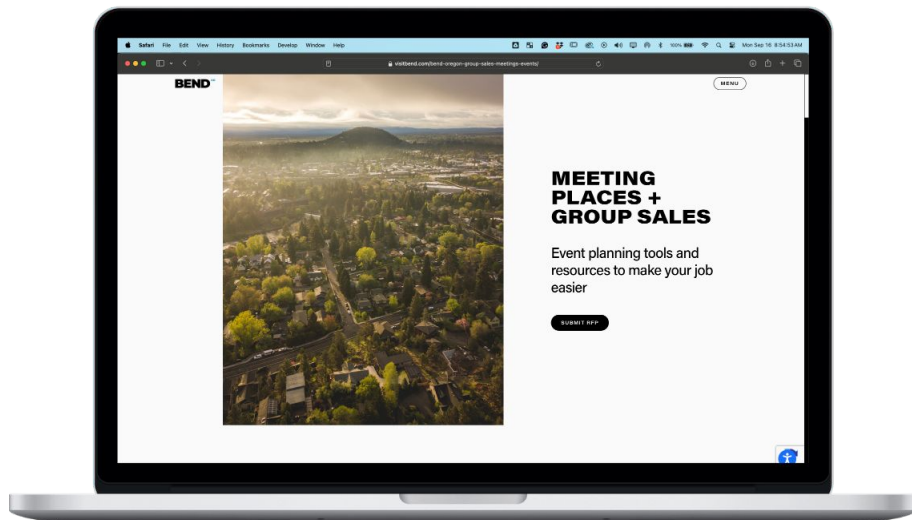 Safari File Edit View History Bookmarks Develop Window Help 100% Mon Sep 16 8:54:53 AM
visitbend.com/bend-oregon-group-sales-meetings-events/
BEND
MENU
MEETING
PLACES +
GROUP SALES
Event planning tools and
resources to make your job
easier
SUBMIT RFP